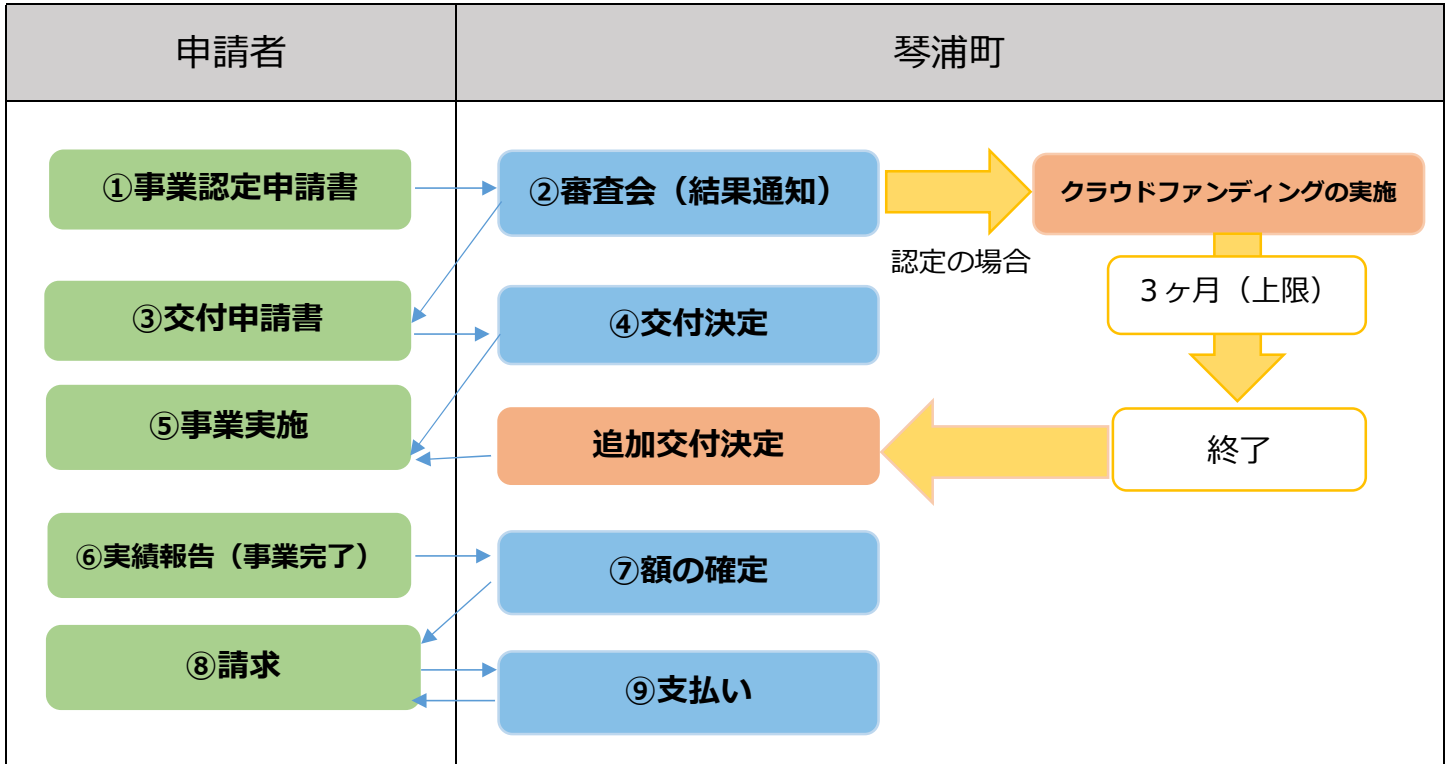 申請者
琴浦町
①事業認定申請書
②審査会（結果通知）
クラウドファンディングの実施
認定の場合
３ヶ月（上限）
③交付申請書
④交付決定
⑤事業実施
追加交付決定
終了
⑥実績報告（事業完了）
⑦額の確定
⑧請求
⑨支払い